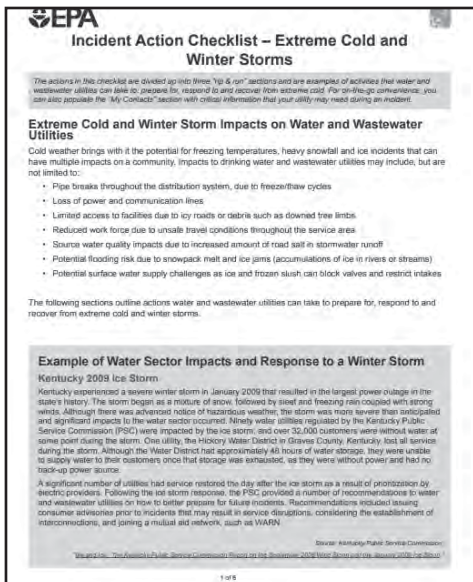 EPA
Incident Action Checklist – Extreme Cold and
Winter Storms
The actions in this checklist are divided up into three "rip & run" sections and are examples of activities that water and
wastewater utilities can take to: prepare for, respond to and recover from extreme cold. For on-the-go convenience, you
can also populate the "My Contacts" section with critical information that your utility may need during an incident.
Extreme Cold and Winter Storm Impacts on Water and Wastewater
Utilities
Cold weather brings with it the potential for freezing temperatures, heavy snowfall and ice incidents that can
have multiple impacts on a community. Impacts to drinking water and wastewater utilities may include, but are
not limited to:
• Pipe breaks throughout the distribution system, due to freeze/thaw cycles
• Loss of power and communication lines
• Limited access to facilities due to icy roads or debris such as downed tree limbs
• Reduced work force due to unsafe travel conditions throughout the service area
• Source water quality impacts due to increased amount of road salt in stormwater runoff
• Potential flooding risk due to snowpack melt and ice jams (accumulations of ice in rivers or streams)
• Potential surface water supply challenges as ice and frozen slush can block valves and restrict intakes
The following sections outline actions water and wastewater utilities can take to prepare for, respond to and
recover from extreme cold and winter storms.
Example of Water Sector Impacts and Response to a Winter Storm
Kentucky 2009 Ice Storm
Kentucky experienced a severe winter storm in January 2009 that resulted in the largest power outage in the
state's history. The storm began as a mixture of snow, followed by sleet and freezing rain coupled with strong
winds. Although there was advanced notice of hazardous weather, the storm was more severe than anticipated
and significant impacts to the water sector occurred. Ninety water utilities regulated by the Kentucky Public
Service Commission (PSC) were impacted by the ice storm, and over 32,000 customers were without water at
some point during the storm. One utility, the Hickory Water District in Graves County, Kentucky, lost all service
during the storm. Although the Water District had approximately 48 hours of water storage, they were unable
to supply water to their customers once that storage was exhausted, as they were without power and had no
back-up power source.
A significant number of utilities had service restored the day after the ice storm as a result of prioritization by
electric providers. Following the ice storm response, the PSC provided a number of recommendations to water
and wastewater utilities on how to better prepare for future incidents. Recommendations included issuing
consumer advisories prior to incidents that may result in service disruptions, considering the establishment of
interconnections, and joining a mutual aid network, such as WARN.
Source: Kentucky Public Service Commission
The Kentucky Public Service Commission Report on the September 2008 Wind Storm and the January 2009 Ice Storm